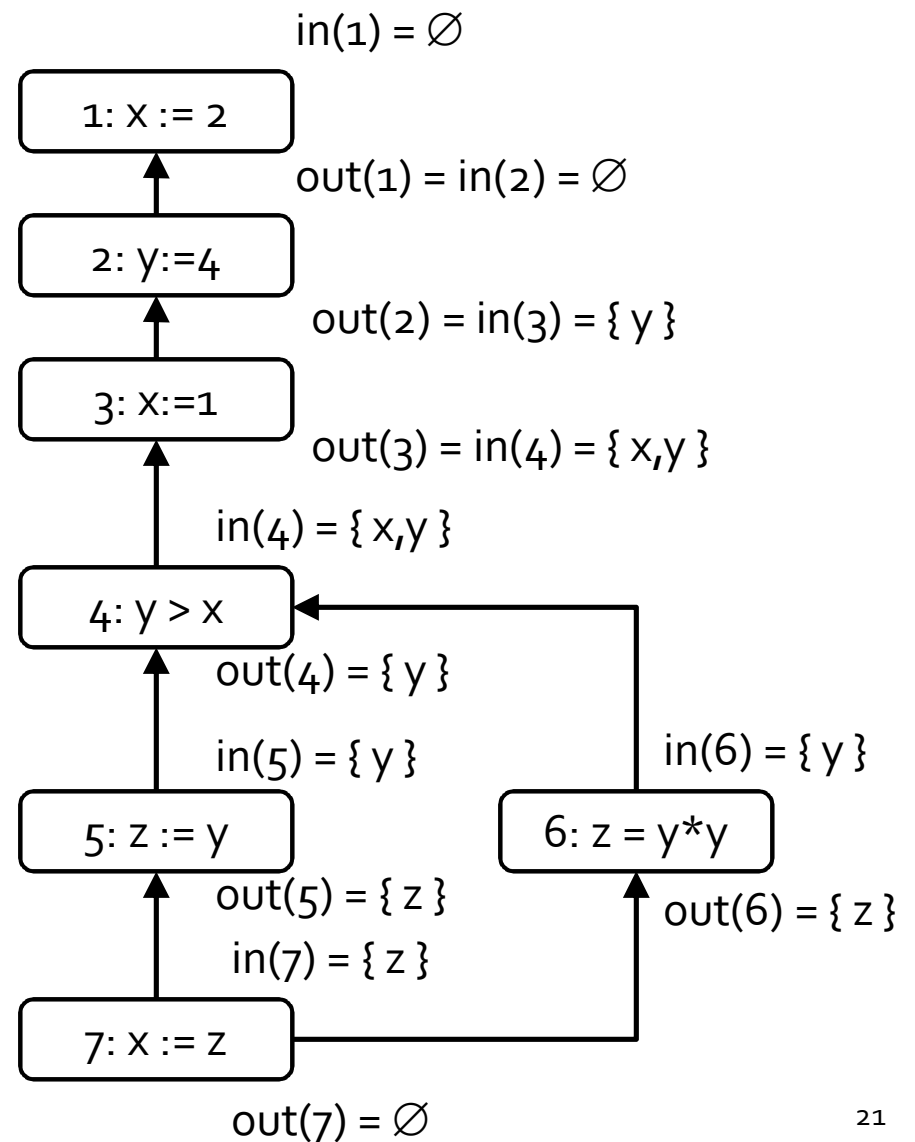 in(1) = ∅
1: x := 2
out(1) = in(2) = ∅
2: y:=4
out(2) = in(3) = { y }
3: x:=1
out(3) = in(4) = { x,y }
in(4) = { x,y }
4: y > x
out(4) = { y }
in(5) = { y }
in(6) = { y }
5: z := y
6: z = y*y
out(5) = { z }
out(6) = { z }
in(7) = { z }
7: x := z
out(7) = ∅
21